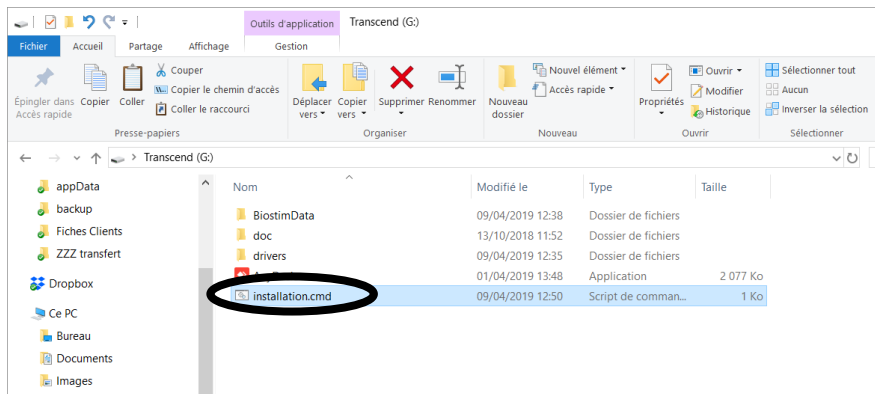 Outils d'application Transcend (G:)
Fichier Accueil Partage Affichage Gestion
Épingler dans Accès rapide
Copier
Coller
Couper
Copier le chemin d'accès
Coller le raccourci
Presse-papiers
Déplacer vers
Copier vers
Supprimer
Renommer
Organiser
Nouveau dossier
Nouvel élément
Accès rapide
Nouveau
Propriétés
Ouvrir
Modifier
Historique
Ouvrir
Sélectionner tout
Aucun
Inverser la sélection
Sélectionner
Transcend (G:)
appData
backup
Fiches Clients
ZZZ transfert
Dropbox
Ce PC
Bureau
Documents
Images
Nom Modifié le Type Taille
BiostimData 09/04/2019 12:38 Dossier de fichiers
doc 13/10/2018 11:52 Dossier de fichiers
drivers 09/04/2019 12:35 Dossier de fichiers
01/04/2019 13:48 Application 2 077 Ko
installation.cmd 09/04/2019 12:50 Script de comman... 1 Ko